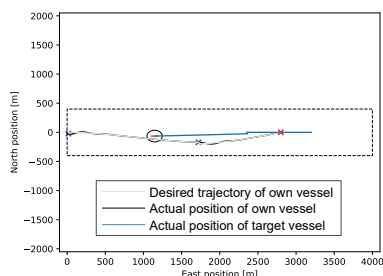 2000
1500
1000
500
0
−500
−1000
−1500
−2000
North position [m]
Desired trajectory of own vessel
Actual position of own vessel
Actual position of target vessel
0 500 1000 1500 2000 2500 3000 3500 4000
East position [m]